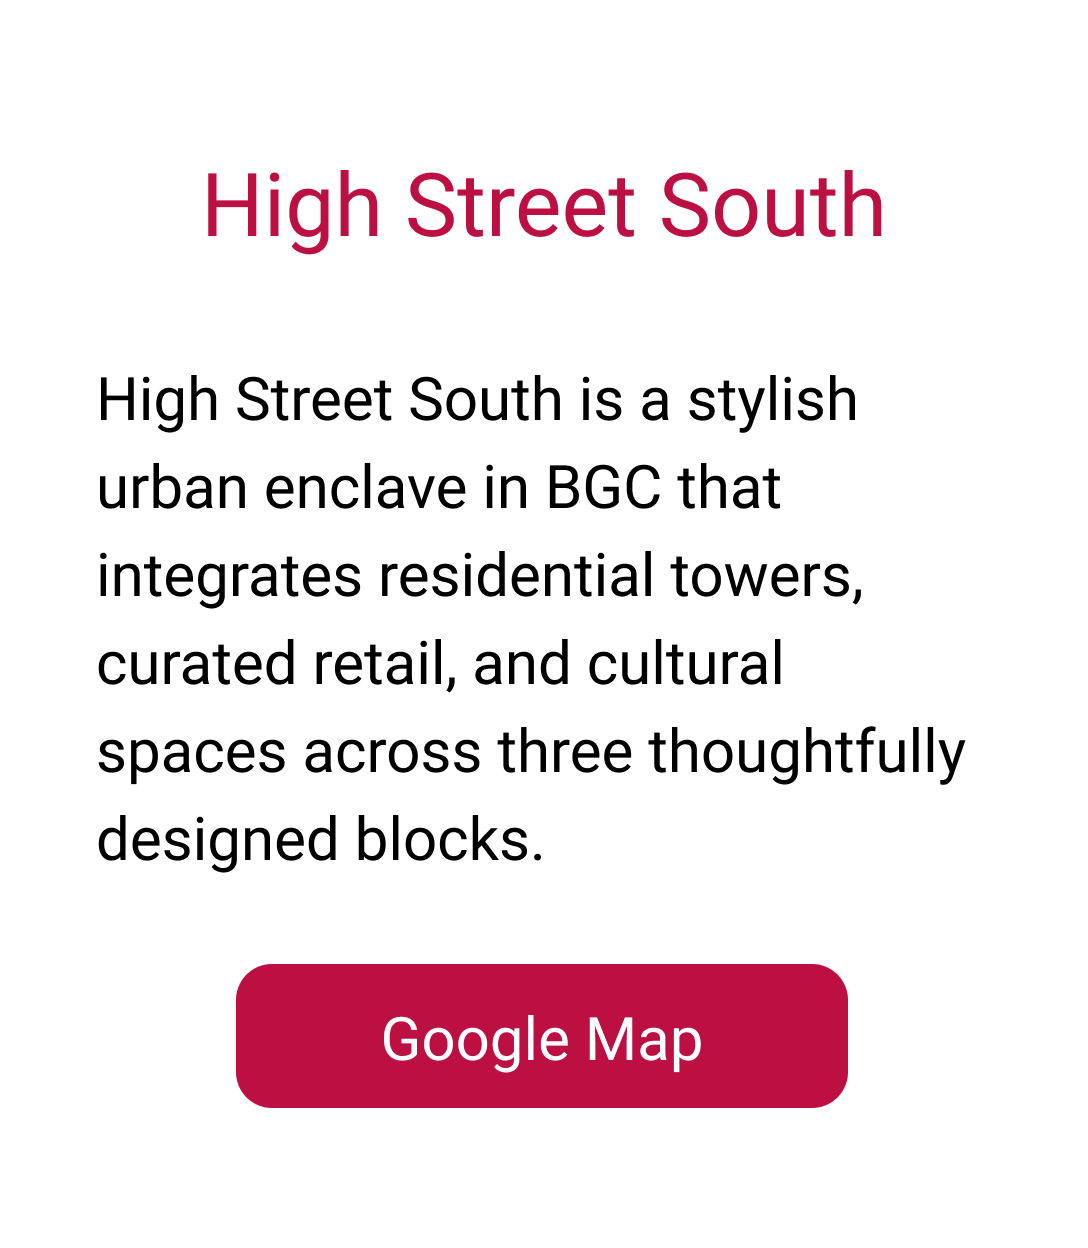 High Street South
High Street South is a stylish
urban enclave in BGC that
integrates residential towers,
curated retail, and cultural
spaces across three thoughtfully
designed blocks.
Google Map